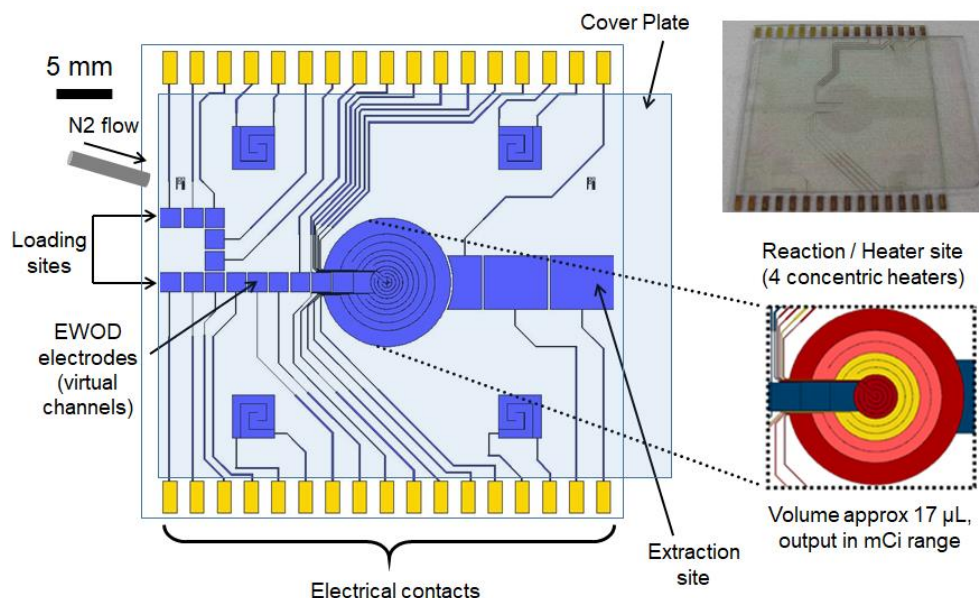 Cover Plate
5 mm
N2 flow
Loading
sites
EWOD
electrodes
(virtual
channels)
Electrical contacts
Extraction
site
Reaction / Heater site
(4 concentric heaters)
Volume approx 17 µL,
output in mCi range